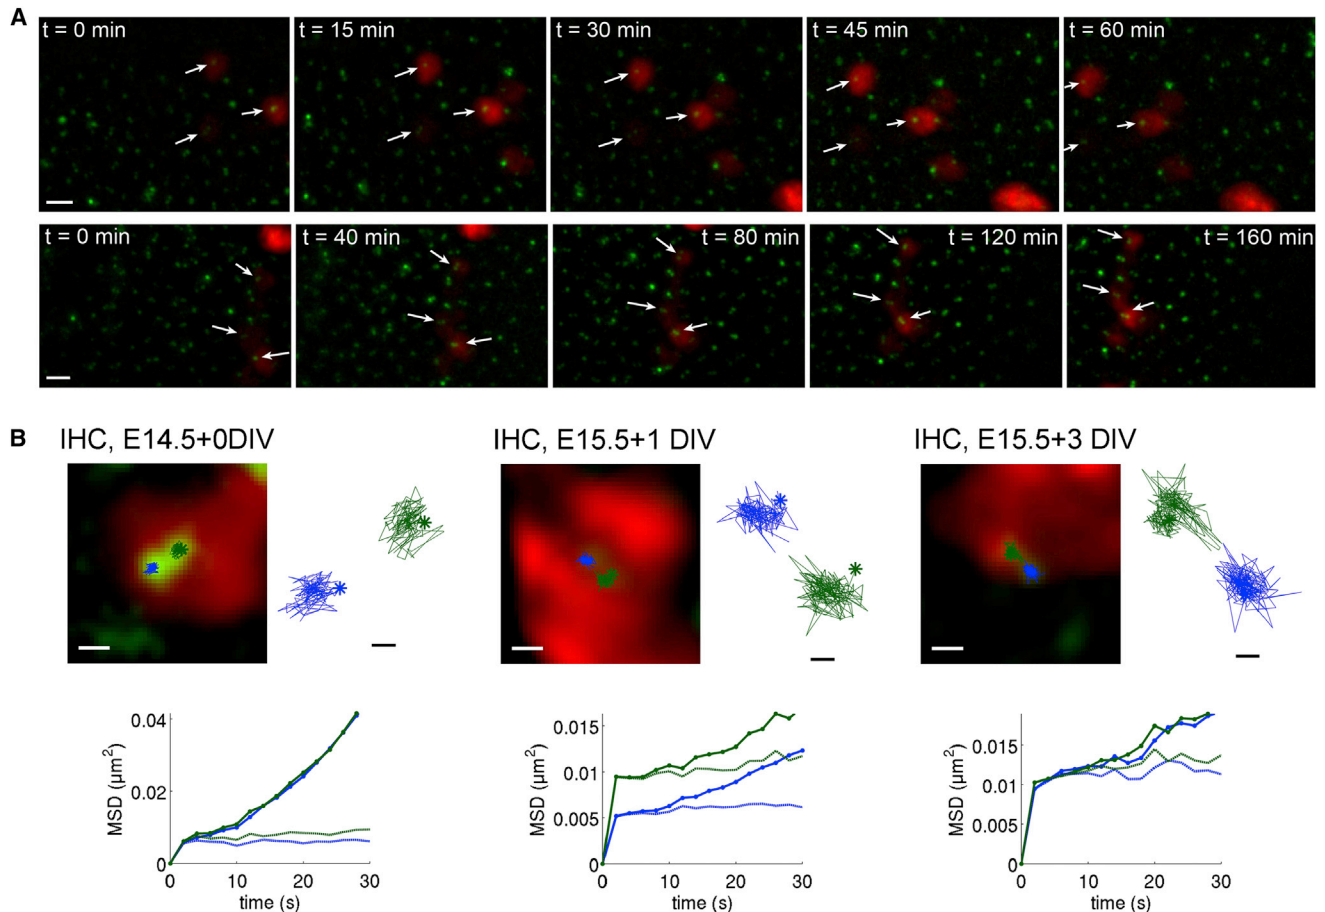 A
t = 0 min
t = 15 min
t = 30 min
t = 45 min
t = 60 min
t = 0 min
t = 40 min
t = 80 min
t = 120 min
t = 160 min
B
IHC, E14.5+0DIV
IHC, E15.5+1 DIV
IHC, E15.5+3 DIV
MSD (µm²)
0.04
0.02
0
0
10
20
30
time (s)
MSD (µm²)
0.015
0.01
0.005
0
0
10
20
30
time (s)
MSD (µm²)
0.015
0.01
0.005
0
0
10
20
30
time (s)